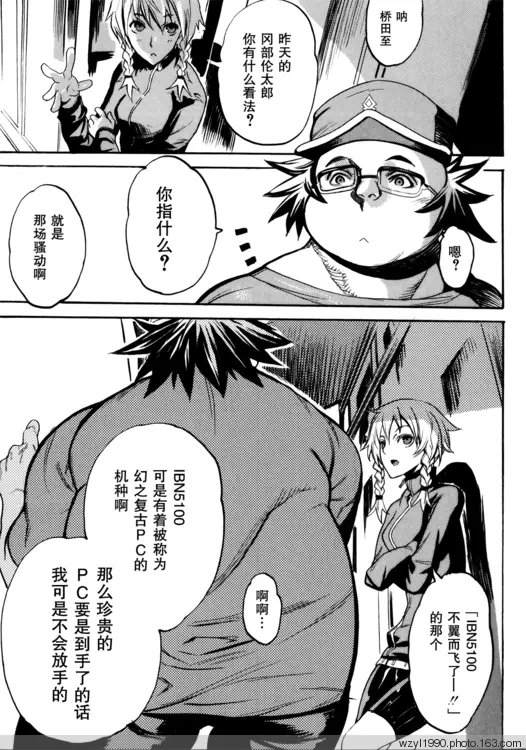 呐
桥田至
昨天的
冈部伦太郎
你有什么看法?
嗯?
你指什么?
就是
那场骚动啊
「IBN5100
不翼而飞了—!!」
的那个
啊啊…
IBN5100
可是有着被称为
幻之复古PC的
机种啊
那么珍贵的
PC要是到手了的话
我可是不会放手的
wzyl1990.photo.163.com